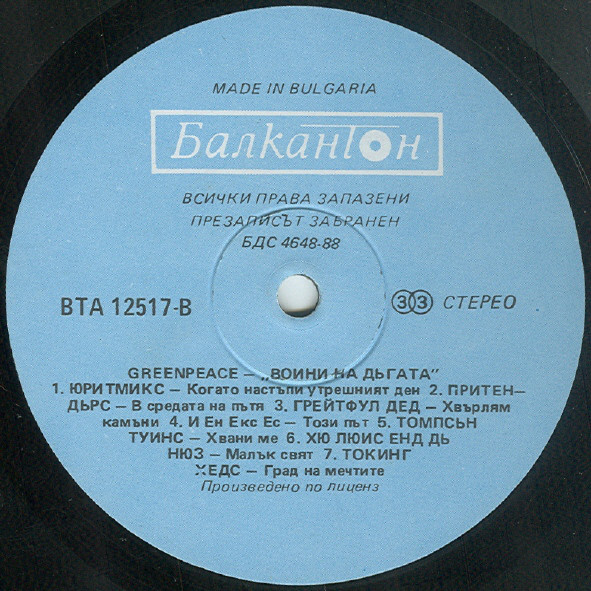 MADE IN BULGARIA
БалканТон
ВСИЧКИ ПРАВА ЗАПАЗЕНИ
ПРЕЗАПИСЪТ ЗАБРАНЕН
БДС 4648-88
ВТА 12517-В
33 СТЕРЕО
GREENPEACE — „ВОИНИ НА ДЪГАТА"
1. ЮРИТМИКС — Когато настъпи утрешният ден 2. ПРИТЕН—
ДЪРС — В средата на пътя 3. ГРЕЙТФУЛ ДЕД — Хвърлям
камъни 4. И Ен Екс Ес — Този път 5. ТОМПСЪН
ТУИНС — Хвани ме 6. ХЮ ЛЮИС ЕНД ДЬ
НЮЗ — Малък свят 7. ТОКИНГ
ХЕДС — Град на мечтите
Произведено по лиценз